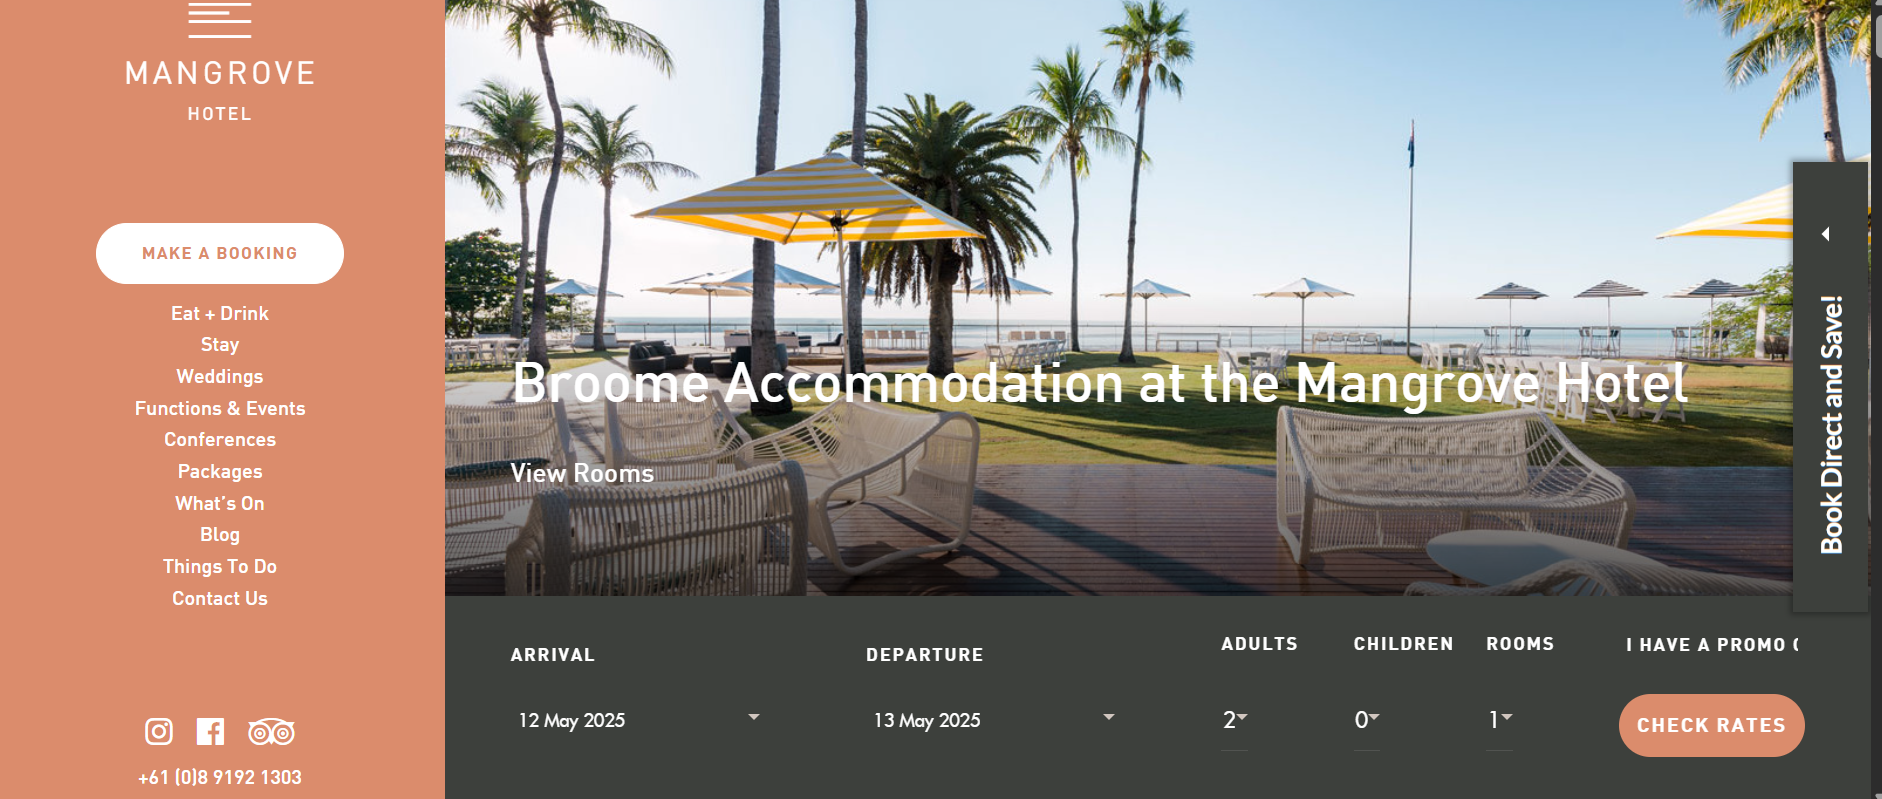 MANGROVE
HOTEL
MAKE A BOOKING
Eat + Drink
Stay
Weddings
Functions & Events
Conferences
Packages
What's On
Blog
Things To Do
Contact Us
+61 (0)8 9192 1303
Broome Accommodation at the Mangrove Hotel
View Rooms
Book Direct and Save!
ARRIVAL
12 May 2025
DEPARTURE
13 May 2025
ADULTS
2
CHILDREN
0
ROOMS
1
I HAVE A PROMO
CHECK RATES